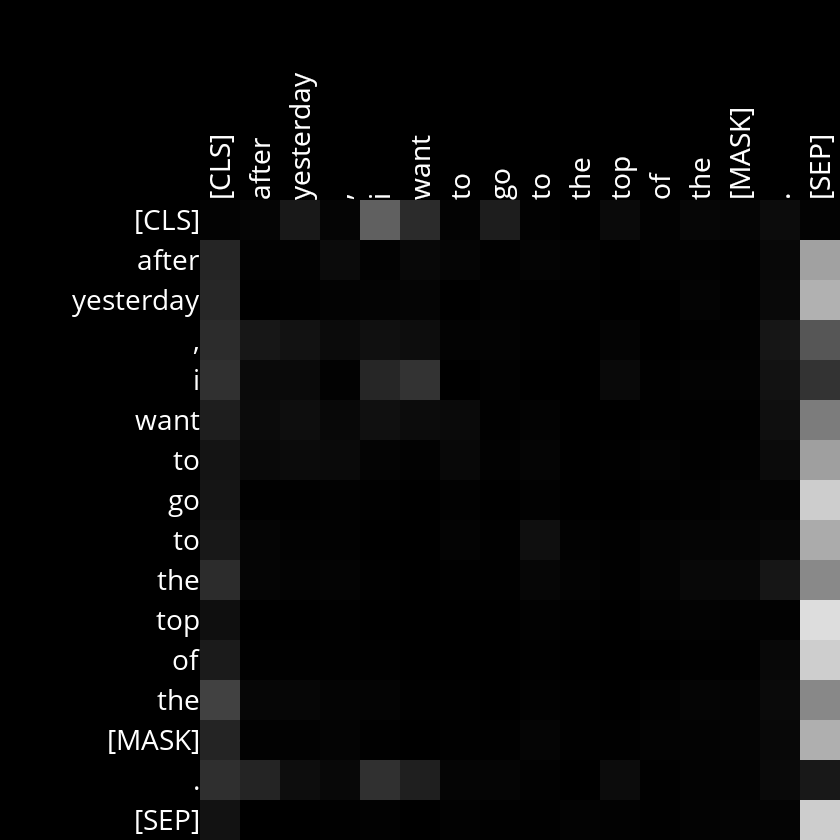 [CLS] after yesterday , i want to go to the top of the [MASK] . [SEP]
[CLS]
after
yesterday
,
i
want
to
go
to
the
top
of
the
[MASK]
.
[SEP]